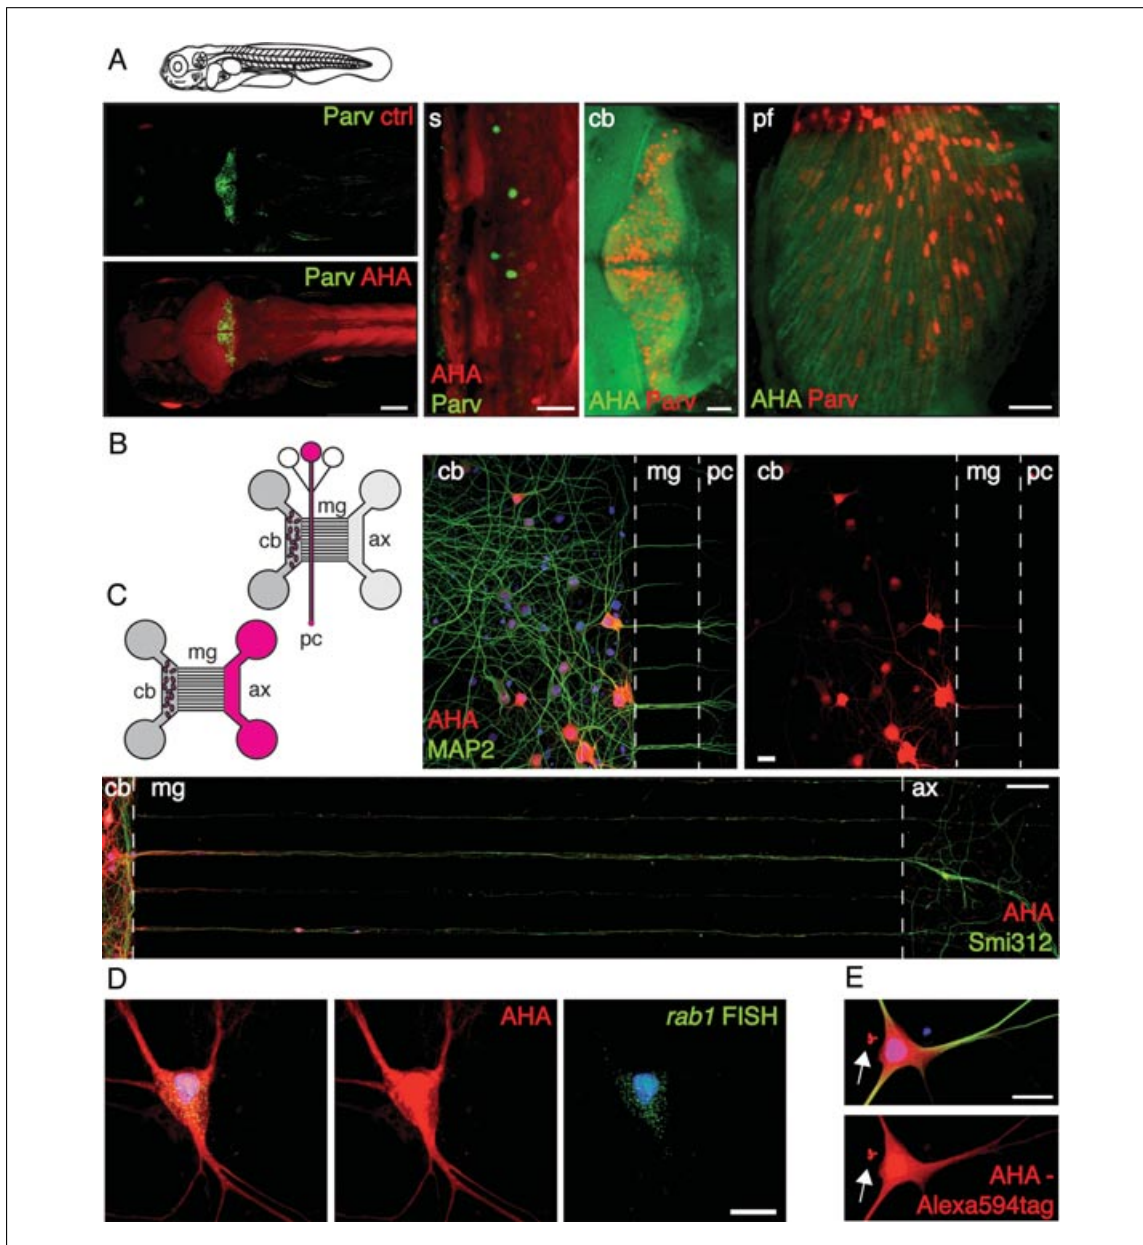 A
Parv ctrl
Parv AHA
s
AHA
Parv
cb
AHA Parv
pf
AHA Parv
B
mg
cb
ax
pc
C
mg
cb
ax
cb
mg
pc
AHA
MAP2
cb
mg
pc
cb
mg
ax
AHA
Smi312
D
AHA
rab1 FISH
E
AHA -
Alexa594tag